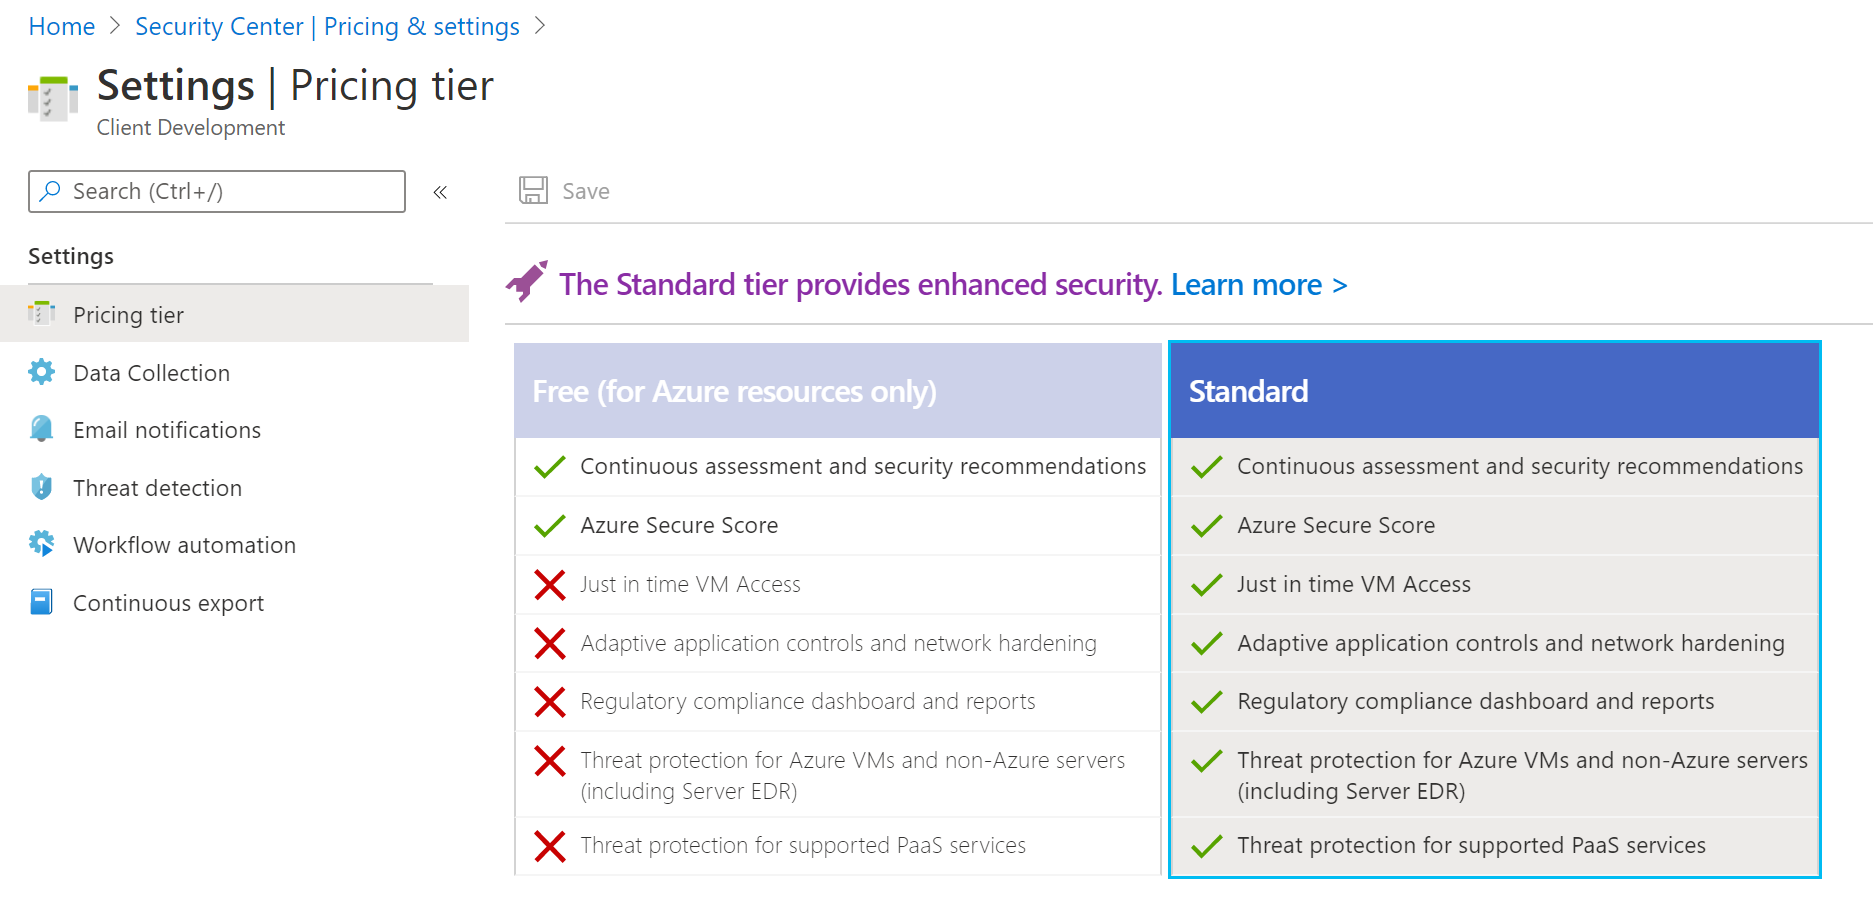 Home > Security Center | Pricing & settings >
Settings | Pricing tier
Client Development
Search (Ctrl+/)
«
Save
Settings
Pricing tier
Data Collection
Email notifications
Threat detection
Workflow automation
Continuous export
The Standard tier provides enhanced security. Learn more >
Free (for Azure resources only)
Continuous assessment and security recommendations
Azure Secure Score
Just in time VM Access
Adaptive application controls and network hardening
Regulatory compliance dashboard and reports
Threat protection for Azure VMs and non-Azure servers
(including Server EDR)
Threat protection for supported PaaS services
Standard
Continuous assessment and security recommendations
Azure Secure Score
Just in time VM Access
Adaptive application controls and network hardening
Regulatory compliance dashboard and reports
Threat protection for Azure VMs and non-Azure servers
(including Server EDR)
Threat protection for supported PaaS services